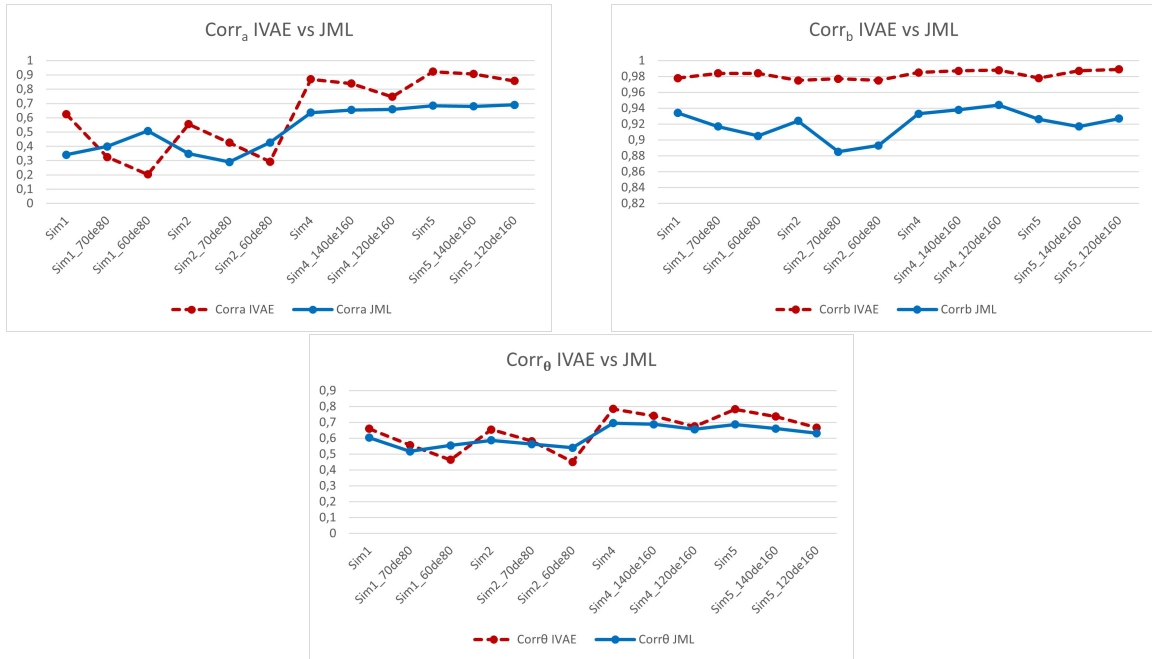 Corrₐ IVAE vs JML
1
0,9
0,8
0,7
0,6
0,5
0,4
0,3
0,2
0,1
0
Sim1
Sim1_70de80
Sim1_60de80
Sim2
Sim2_70de80
Sim2_60de80
Sim4
Sim4_140de160
Sim4_120de160
Sim5
Sim5_140de160
Sim5_120de160
Corra IVAE
Corra JML
Corr_b IVAE vs JML
1
0,98
0,96
0,94
0,92
0,9
0,88
0,86
0,84
0,82
Sim1
Sim1_70de80
Sim1_60de80
Sim2
Sim2_70de80
Sim2_60de80
Sim4
Sim4_140de160
Sim4_120de160
Sim5
Sim5_140de160
Sim5_120de160
Corrb IVAE
Corrb JML
Corr_θ IVAE vs JML
0,9
0,8
0,7
0,6
0,5
0,4
0,3
0,2
0,1
0
Sim1
Sim1_70de80
Sim1_60de80
Sim2
Sim2_70de80
Sim2_60de80
Sim4
Sim4_140de160
Sim4_120de160
Sim5
Sim5_140de160
Sim5_120de160
Corrθ IVAE
Corrθ JML